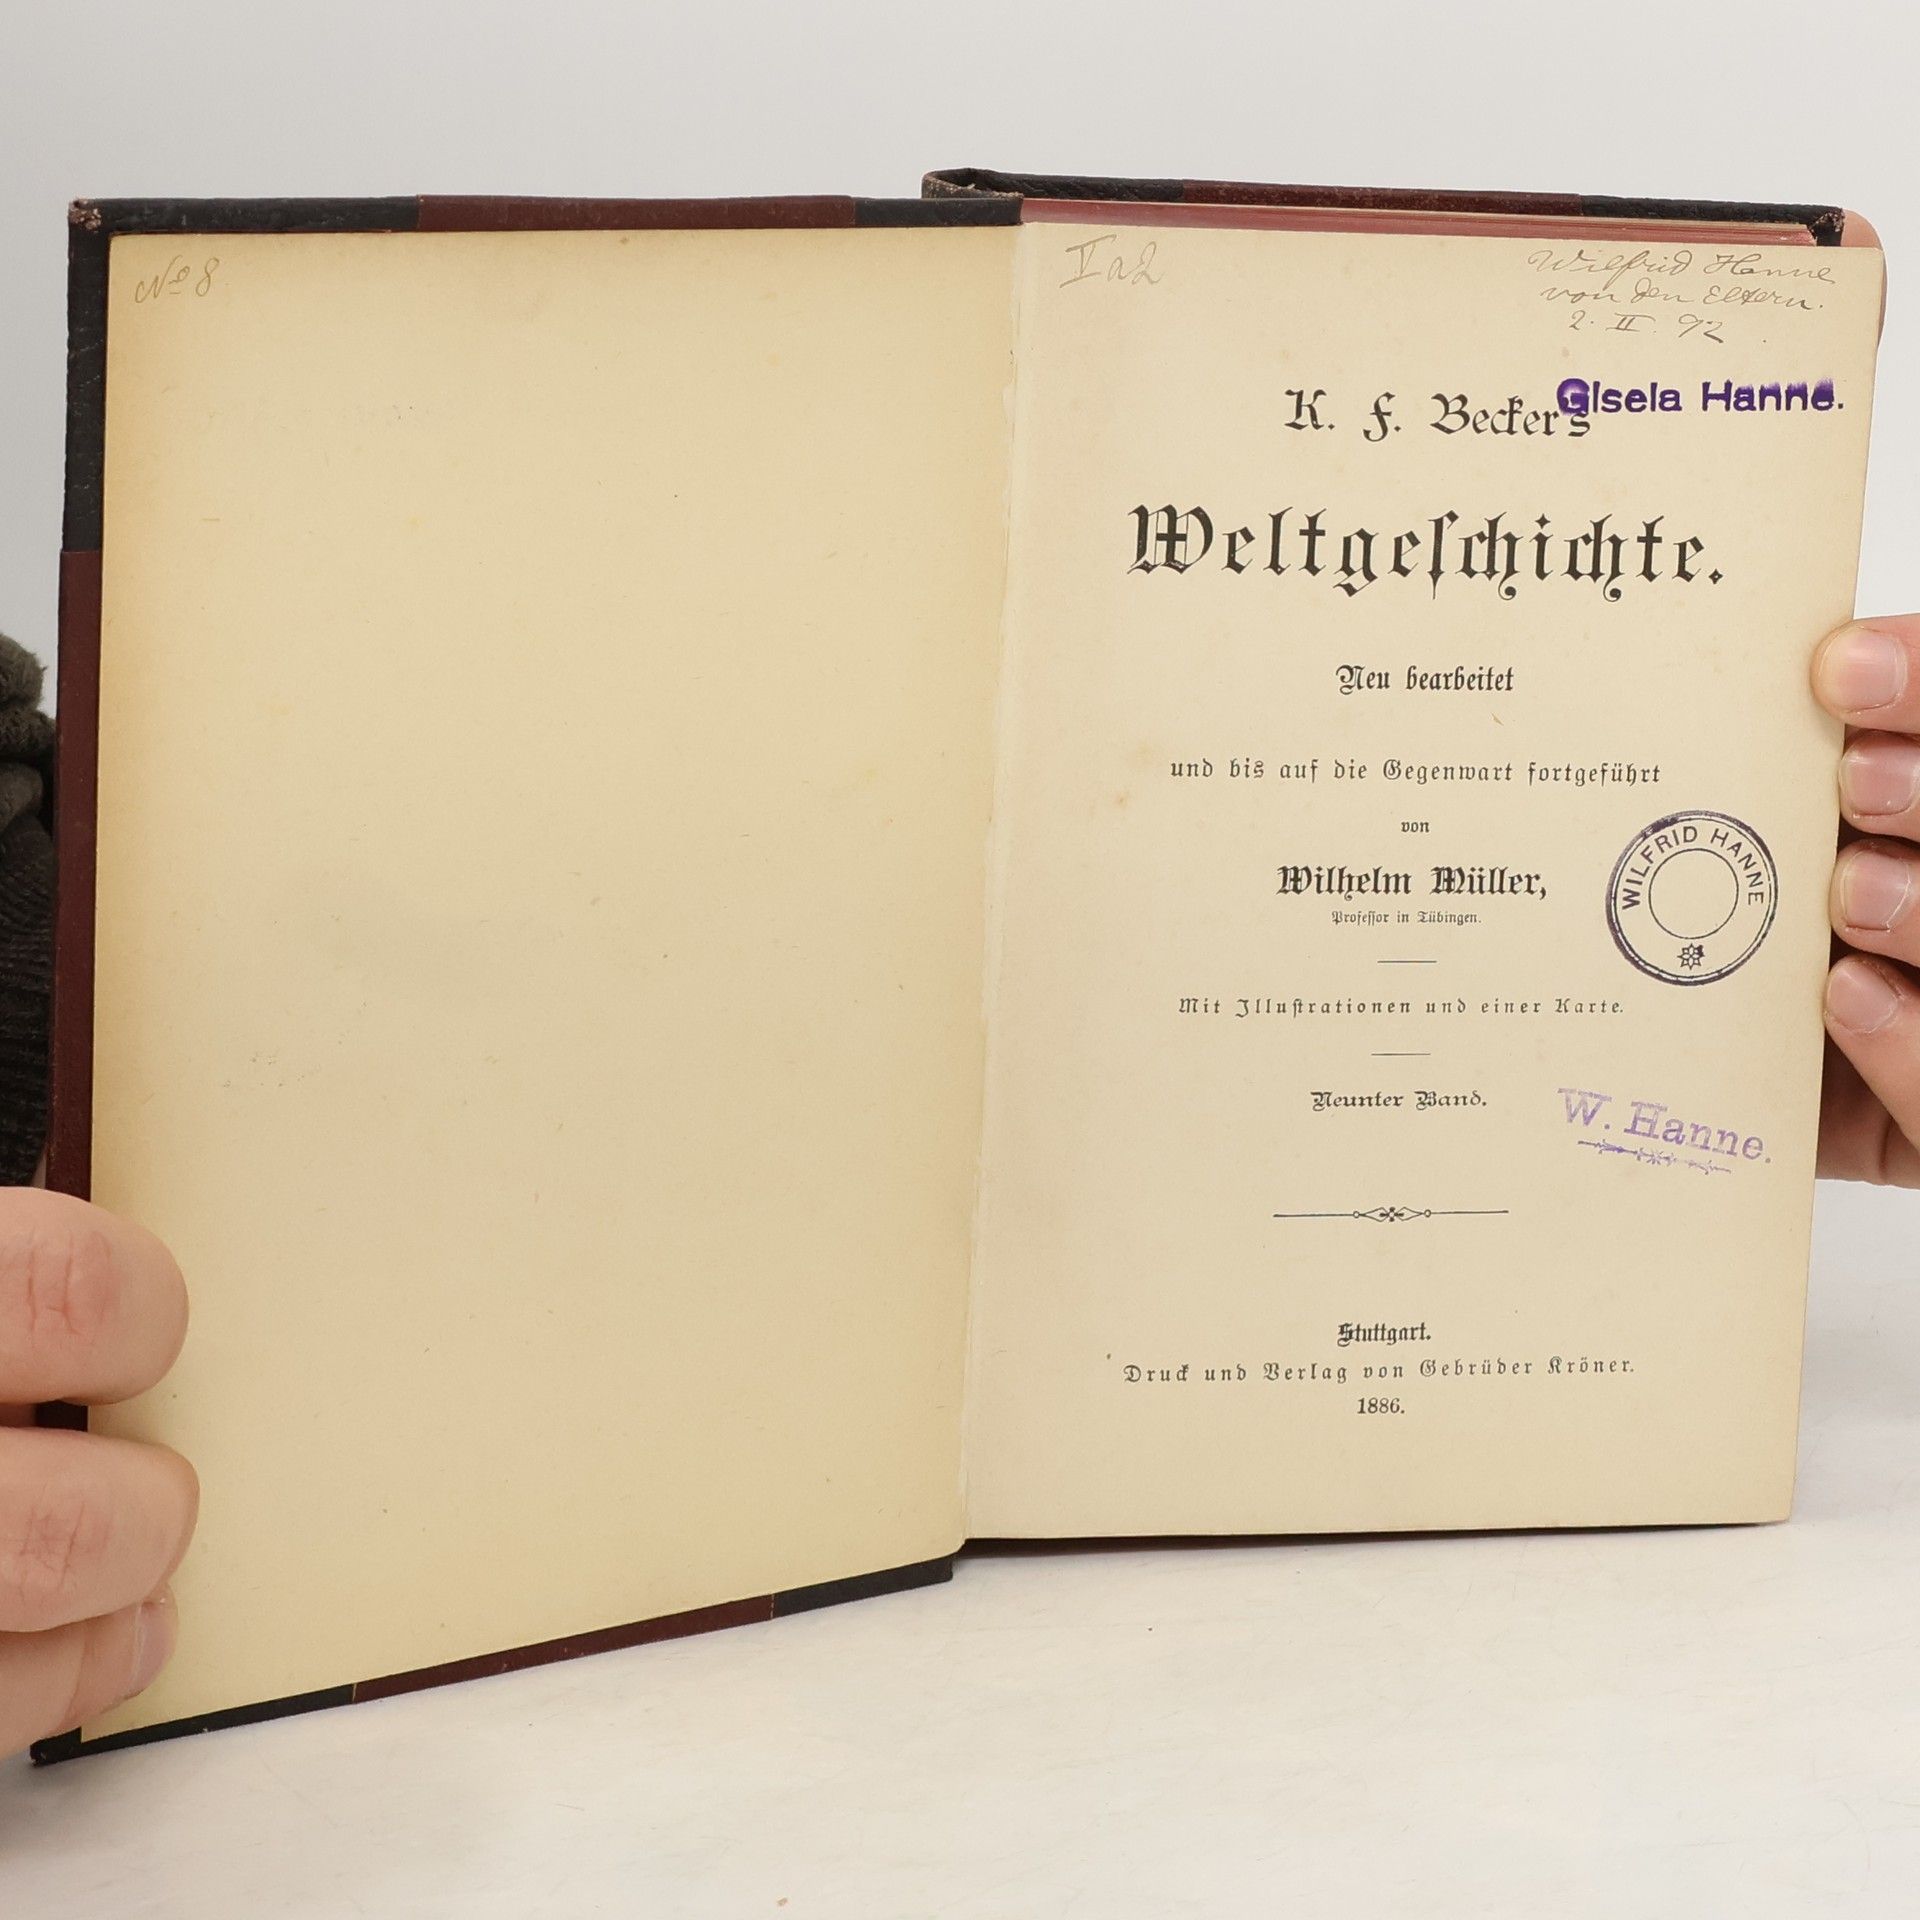 No 8
I a 2
Wilfrid Hanne
von den Eltern.
2. II. 92
Gisela Hanne.
K. F. Becker's
Weltgeſchichte.
Neu bearbeitet
und bis auf die Gegenwart fortgeführt
von
Wilhelm Müller,
Profeſſor in Tübingen.
WILFRID HANNE
Mit Illuſtrationen und einer Karte.
Neunter Band.
W. Hanne.
Stuttgart.
Druck und Verlag von Gebrüder Kröner.
1886.